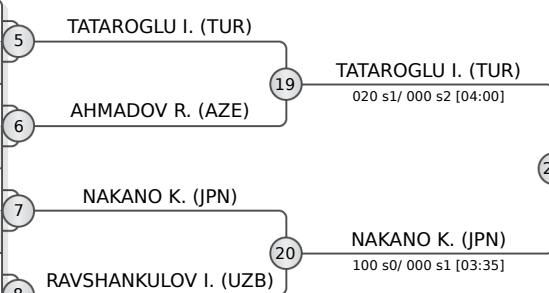 5
TATAROGLU I. (TUR)
19
TATAROGLU I. (TUR)
020 s1/ 000 s2 [04:00]
6
AHMADOV R. (AZE)
7
NAKANO K. (JPN)
20
NAKANO K. (JPN)
100 s0/ 000 s1 [03:35]
8
RAVSHANKULOV I. (UZB)